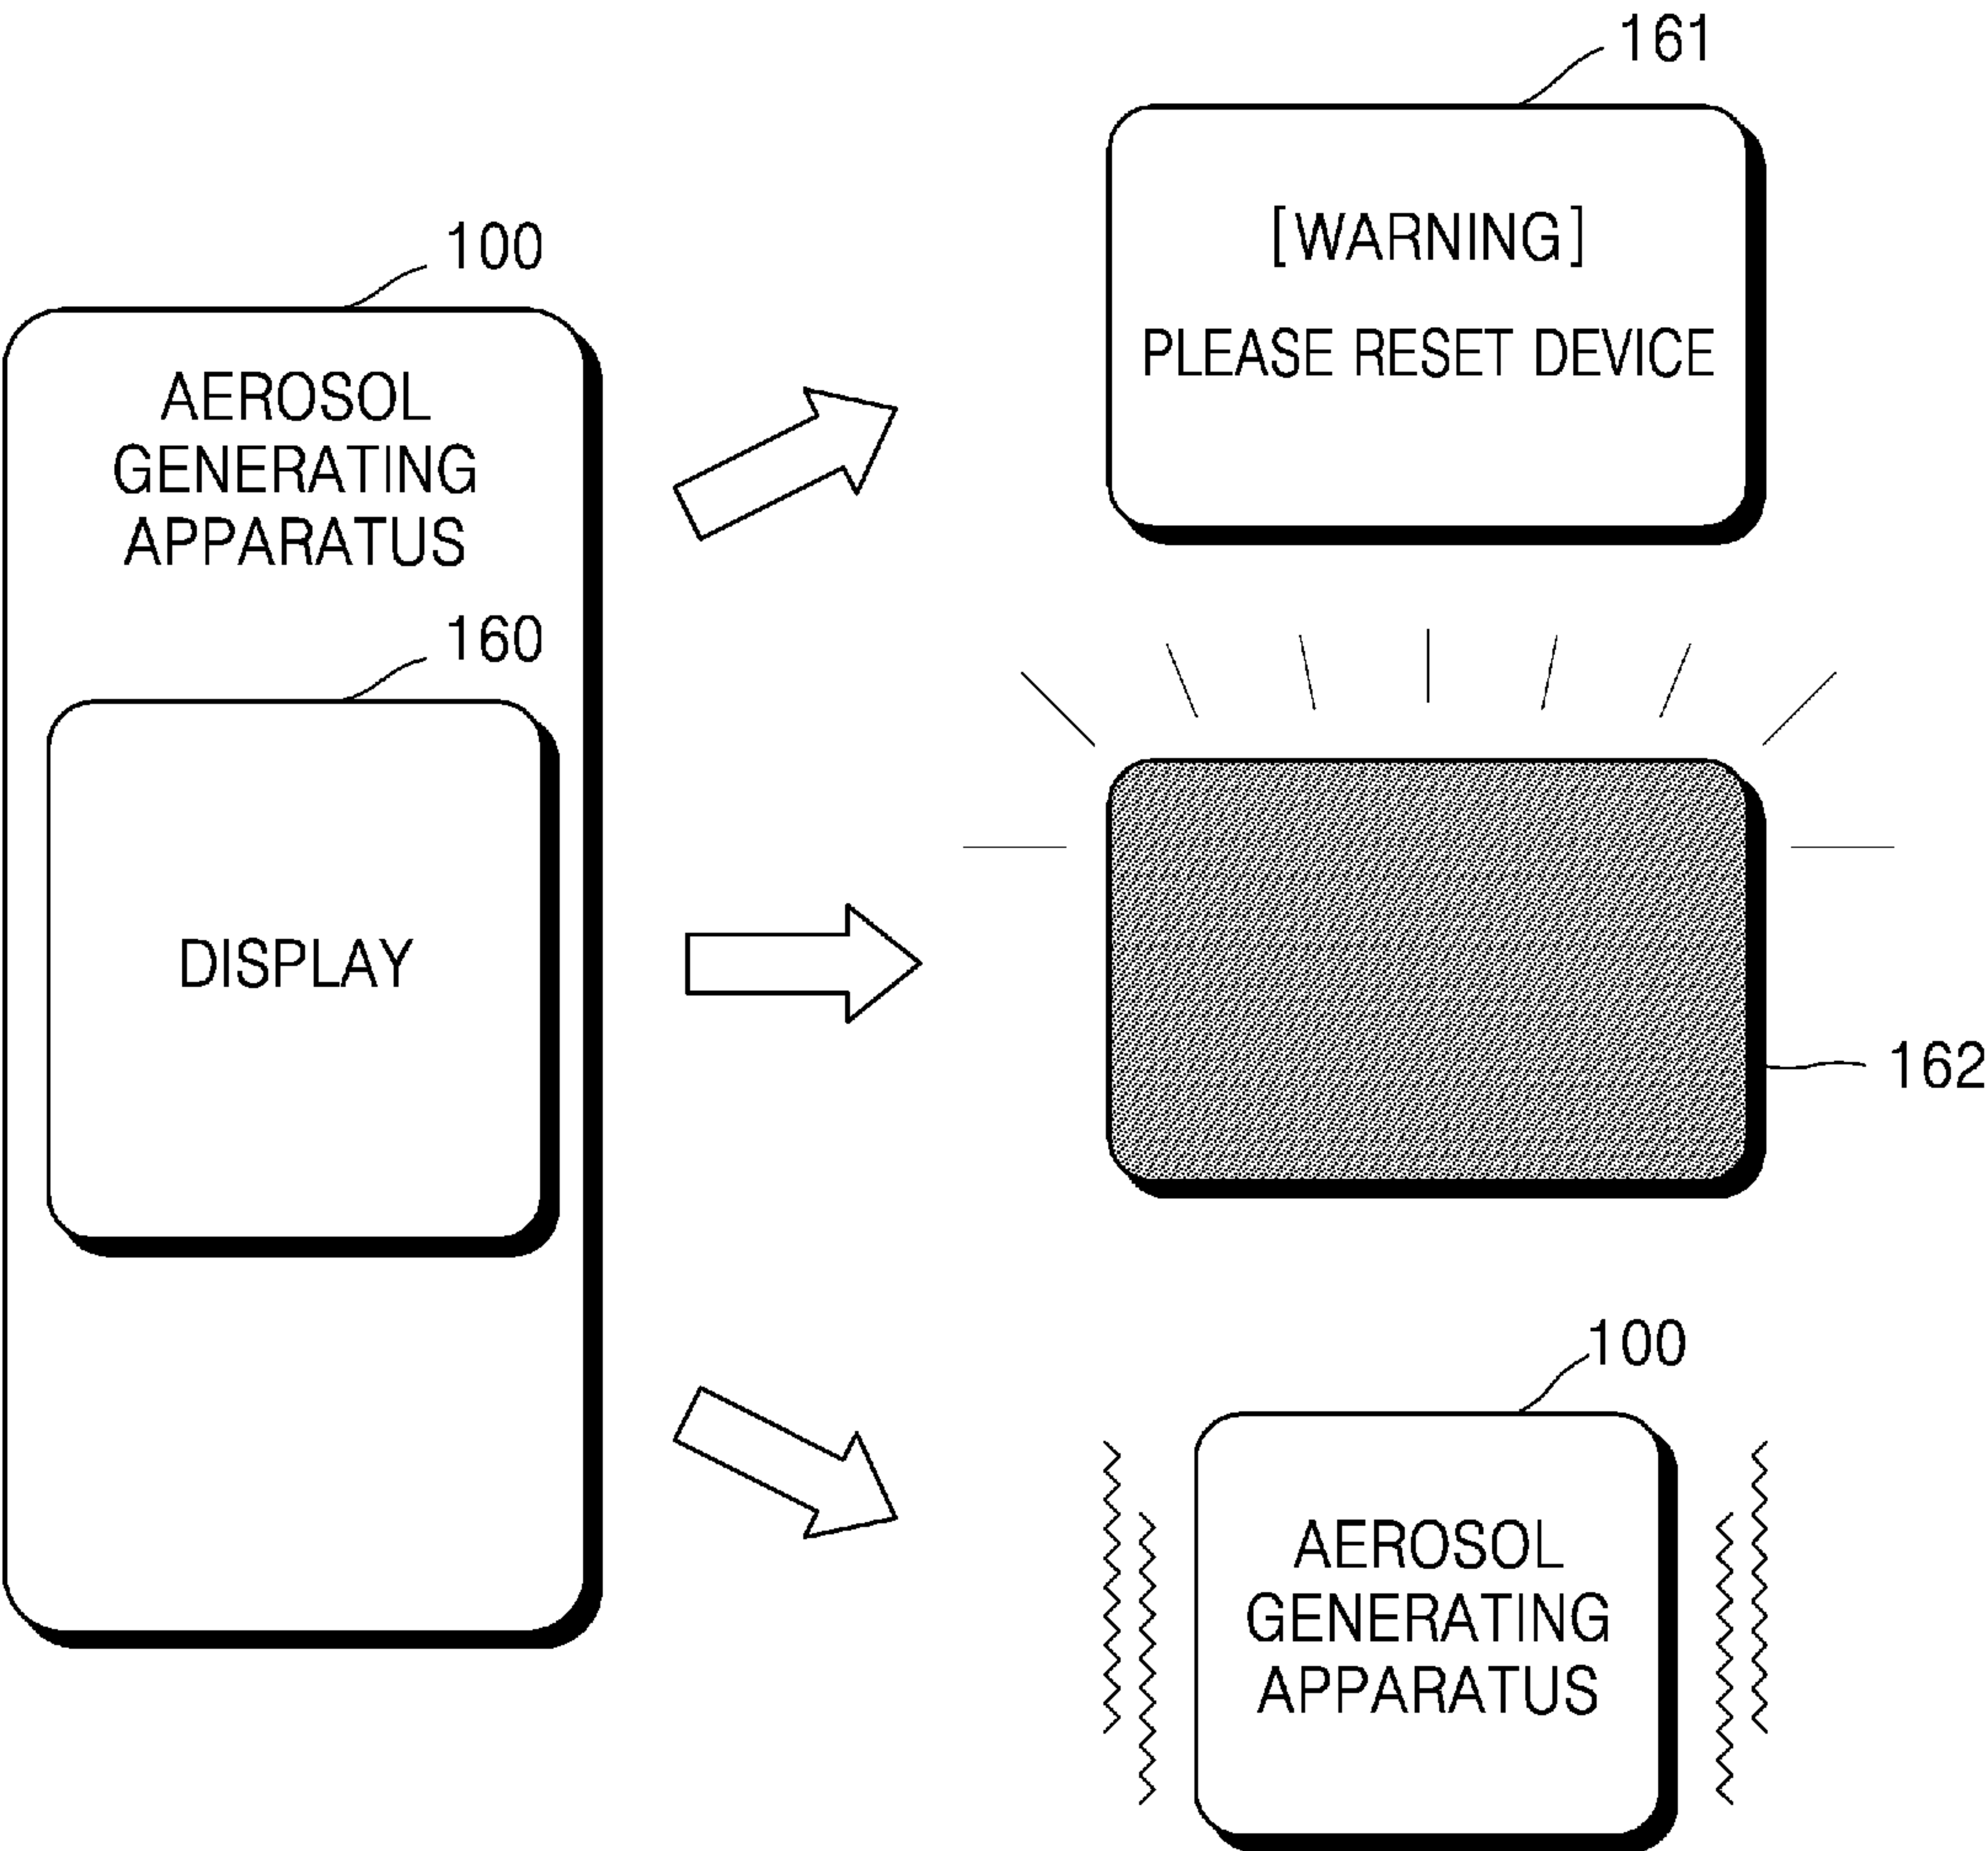 100
AEROSOL
GENERATING
APPARATUS
160
DISPLAY
161
[WARNING]
PLEASE RESET DEVICE
162
100
AEROSOL
GENERATING
APPARATUS